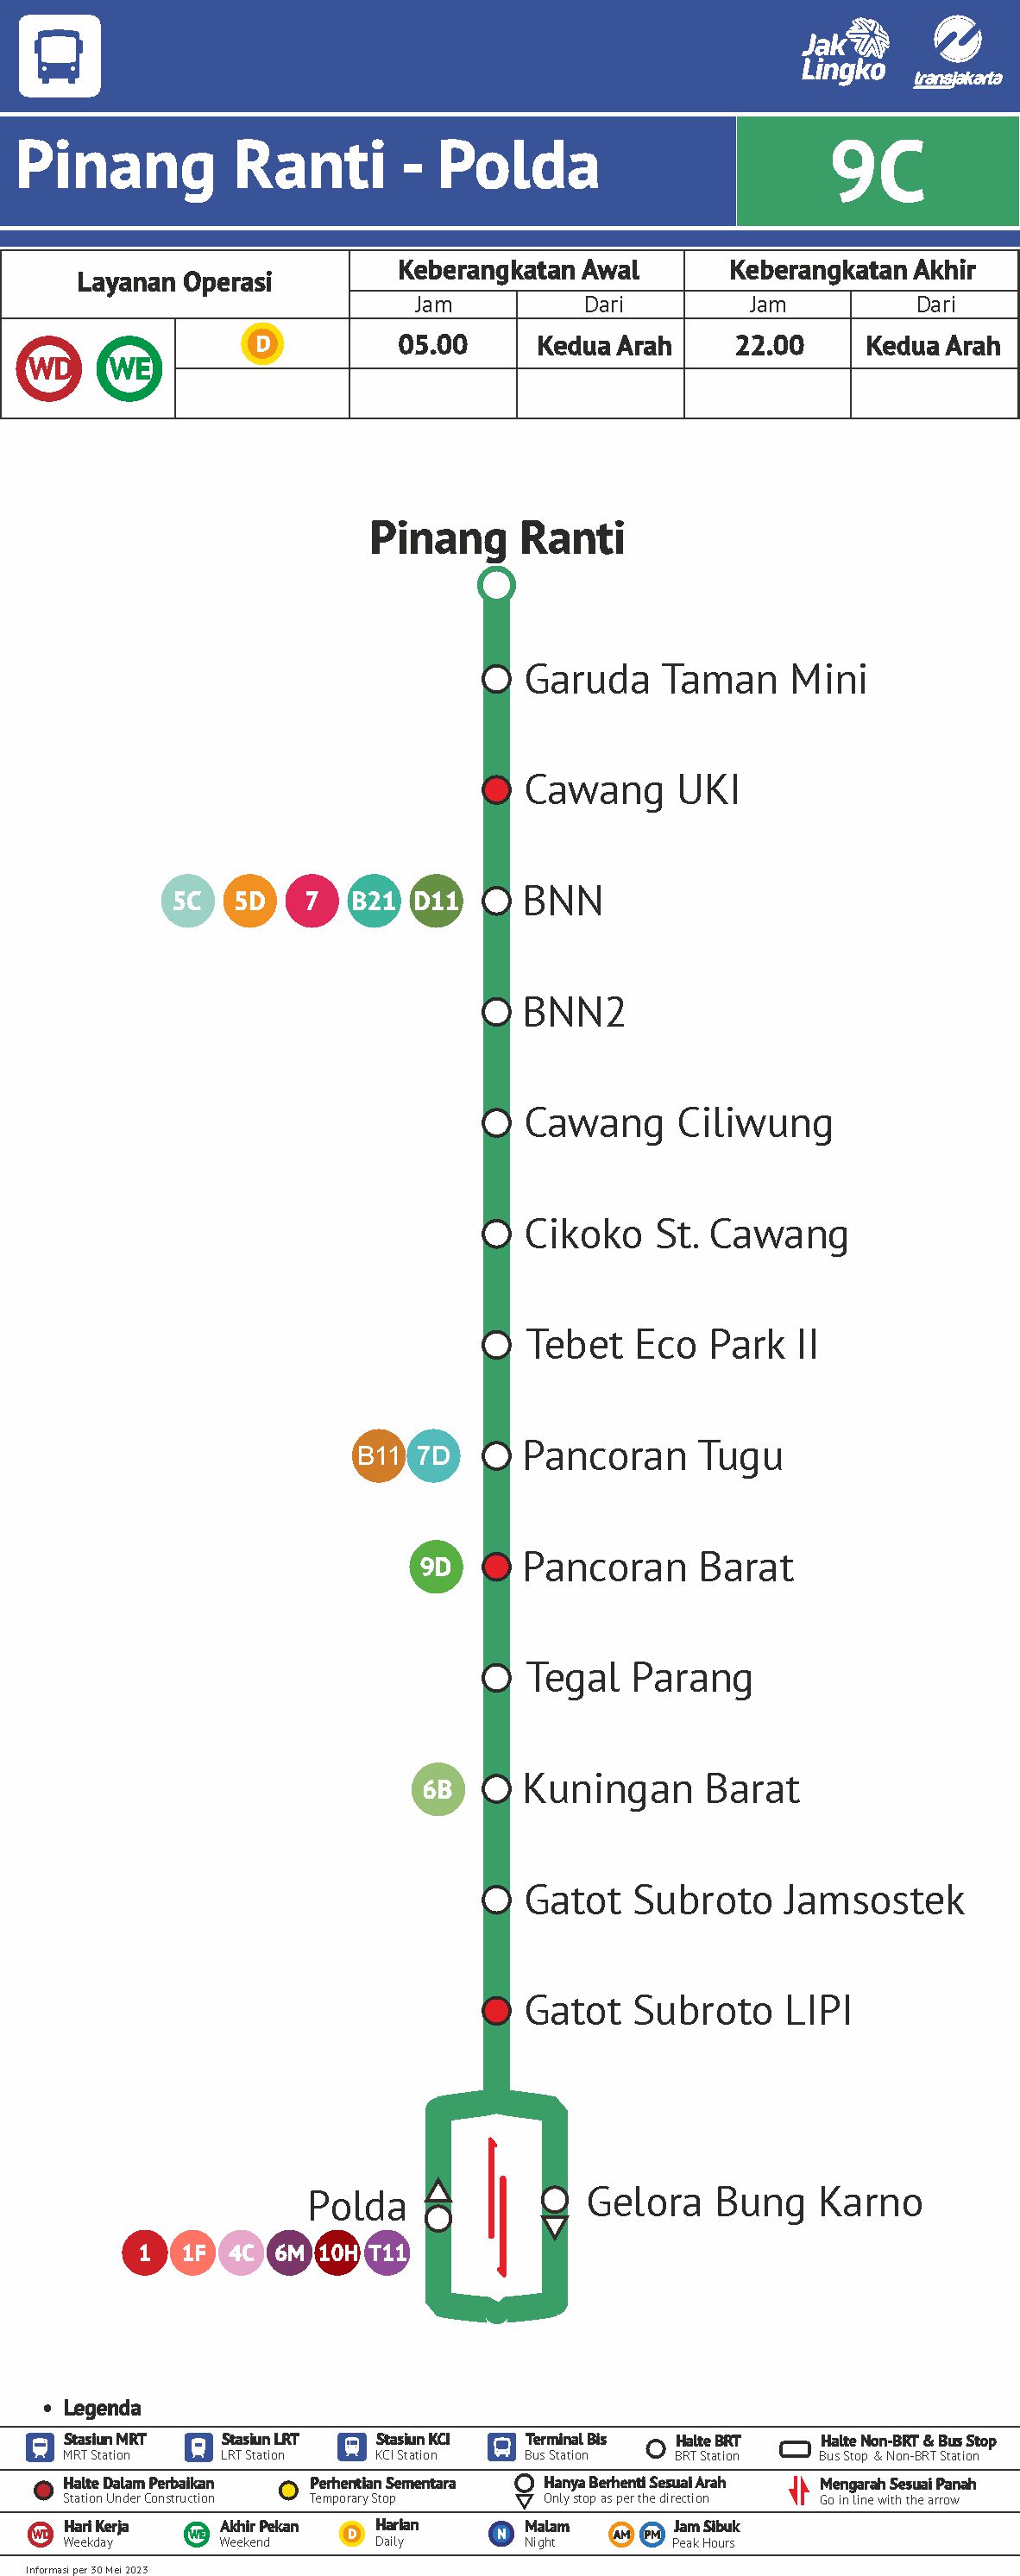 Jak
Lingko
transjakarta
Pinang Ranti - Polda
9C
Layanan Operasi
Keberangkatan Awal
Keberangkatan Akhir
Jam
Dari
Jam
Dari
WD
WE
D
05.00
Kedua Arah
22.00
Kedua Arah
Pinang Ranti
Garuda Taman Mini
Cawang UKI
5C 5D 7 B21 D11 BNN
BNN2
Cawang Ciliwung
Cikoko St. Cawang
Tebet Eco Park II
B11 7D Pancoran Tugu
9D Pancoran Barat
Tegal Parang
6B Kuningan Barat
Gatot Subroto Jamsostek
Gatot Subroto LIPI
Polda
Gelora Bung Karno
1 1F 4C 6M 10H T11
• Legenda
Stasiun MRT
MRT Station
Stasiun LRT
LRT Station
Stasiun KCI
KCI Station
Terminal Bis
Bus Station
Halte BRT
BRT Station
Halte Non-BRT & Bus Stop
Bus Stop & Non-BRT Station
Halte Dalam Perbaikan
Station Under Construction
Perhentian Sementara
Temporary Stop
Hanya Berhenti Sesuai Arah
Only stop as per the direction
Mengarah Sesuai Panah
Go in line with the arrow
WD
Hari Kerja
Weekday
WE
Akhir Pekan
Weekend
D
Harian
Daily
N
Malam
Night
AM PM
Jam Sibuk
Peak Hours
Informasi per 30 Mei 2023